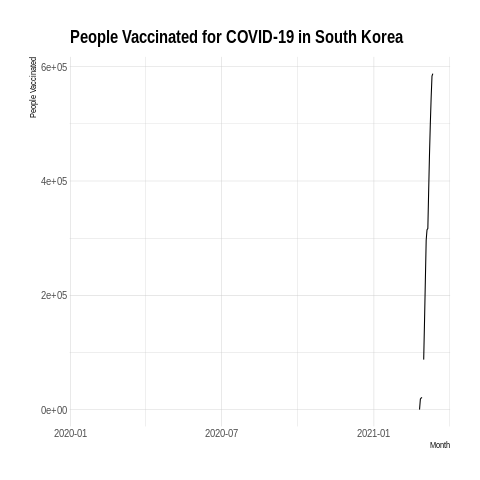 People Vaccinated for COVID-19 in South Korea
People Vaccinated
6e+05
4e+05
2e+05
0e+00
2020-01
2020-07
2021-01
Month